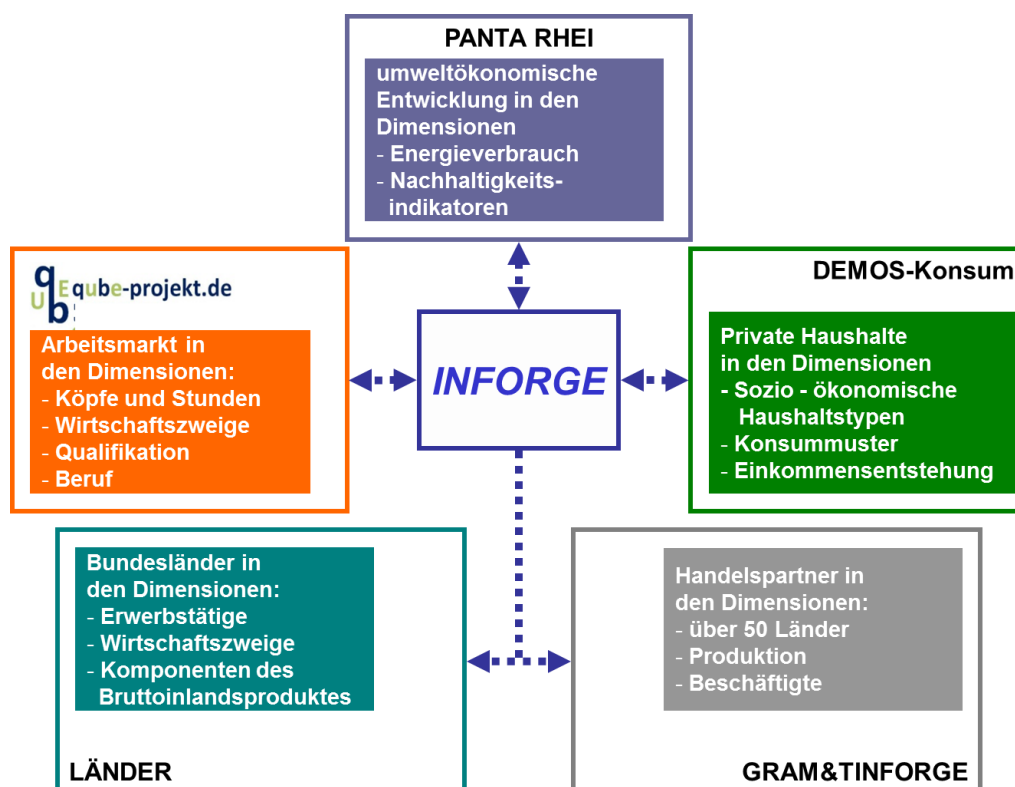 PANTA RHEI
umweltökonomische
Entwicklung in den
Dimensionen
- Energieverbrauch
- Nachhaltigkeits-
indikatoren
qUbE qube-projekt.de
Arbeitsmarkt in
den Dimensionen:
- Köpfe und Stunden
- Wirtschaftszweige
- Qualifikation
- Beruf
INFORGE
DEMOS-Konsum
Private Haushalte
in den Dimensionen
- Sozio - ökonomische
Haushaltstypen
- Konsummuster
- Einkommensentstehung
Bundesländer in
den Dimensionen:
- Erwerbstätige
- Wirtschaftszweige
- Komponenten des
Bruttoinlandsproduktes
LÄNDER
Handelspartner in
den Dimensionen:
- über 50 Länder
- Produktion
- Beschäftigte
GRAM&TINFORGE